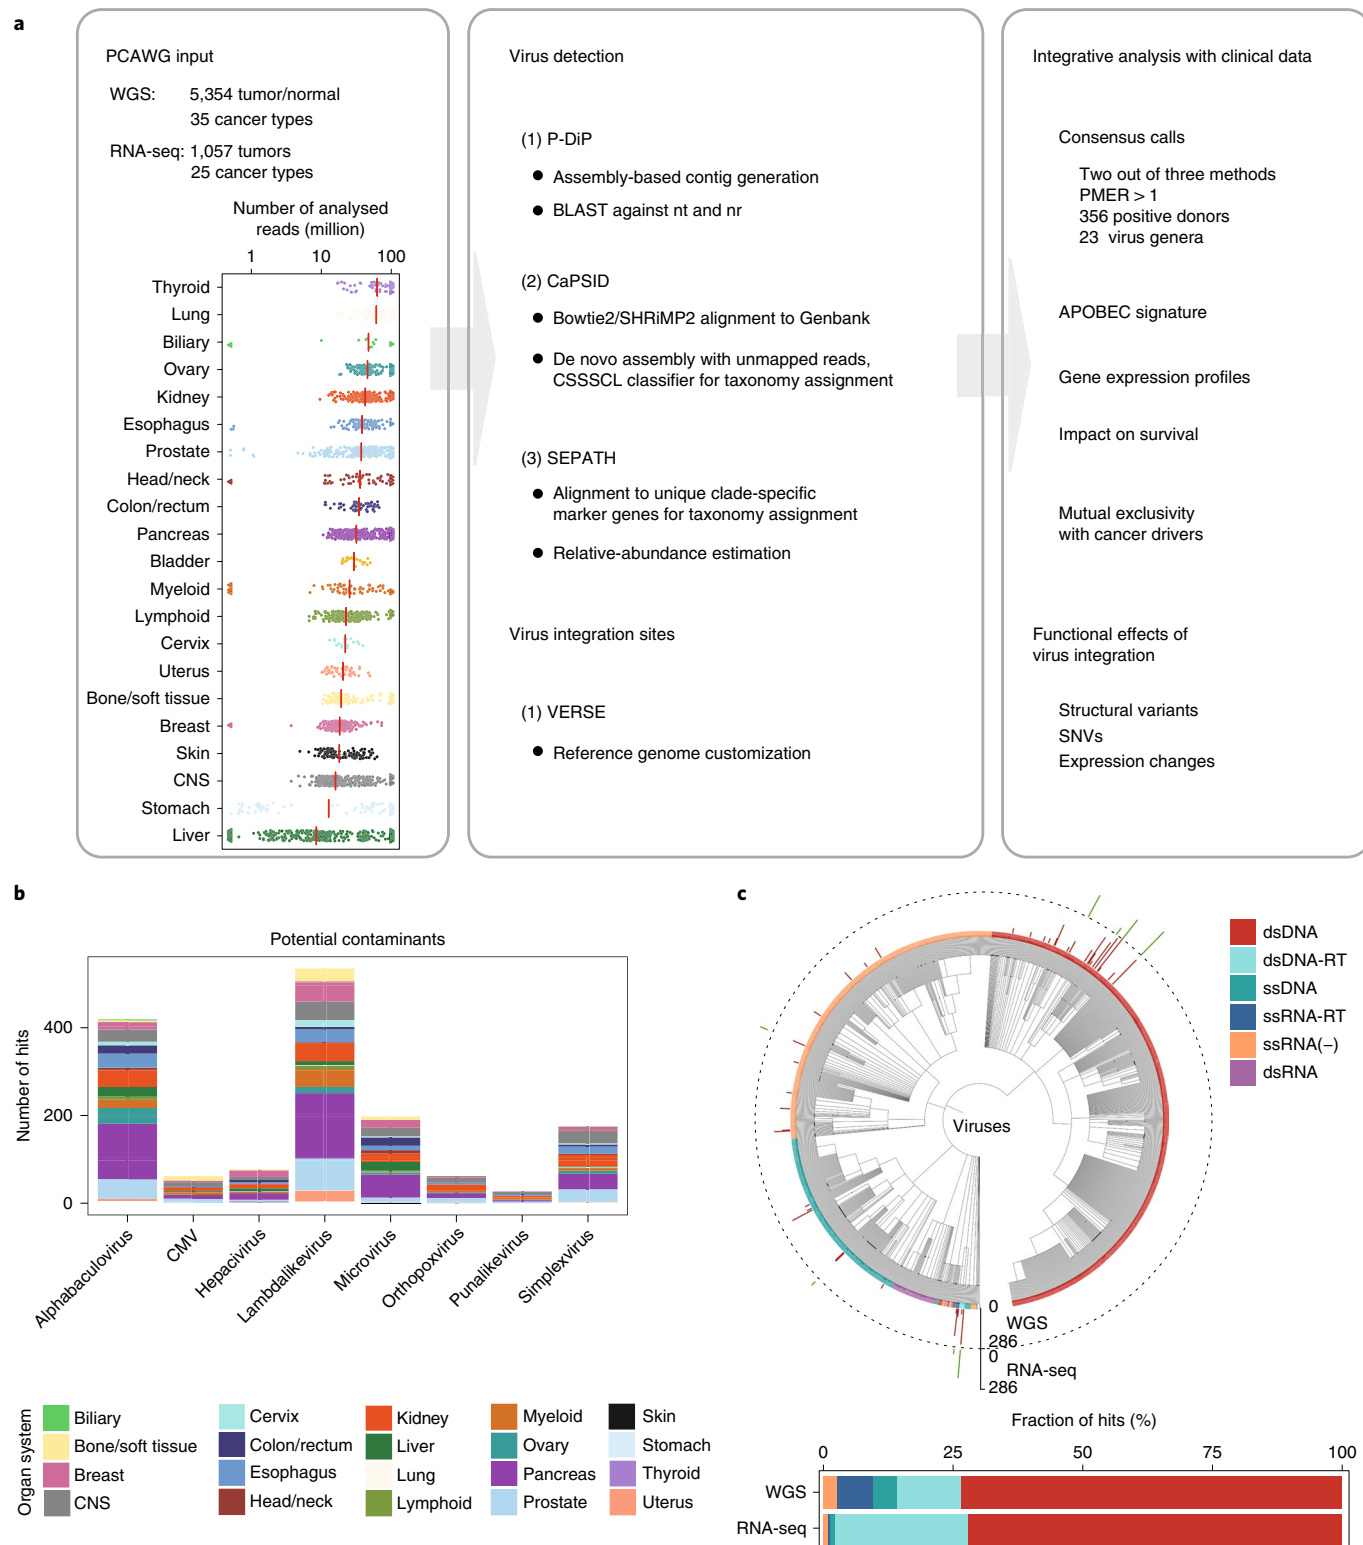 a
PCAWG input
WGS: 5,354 tumor/normal
35 cancer types
RNA-seq: 1,057 tumors
25 cancer types
Number of analysed
reads (million)
1 10 100
Thyroid
Lung
Biliary
Ovary
Kidney
Esophagus
Prostate
Head/neck
Colon/rectum
Pancreas
Bladder
Myeloid
Lymphoid
Cervix
Uterus
Bone/soft tissue
Breast
Skin
CNS
Stomach
Liver
Virus detection
(1) P-DiP
● Assembly-based contig generation
● BLAST against nt and nr
(2) CaPSID
● Bowtie2/SHRiMP2 alignment to Genbank
● De novo assembly with unmapped reads,
CSSSCL classifier for taxonomy assignment
(3) SEPATH
● Alignment to unique clade-specific
marker genes for taxonomy assignment
● Relative-abundance estimation
Virus integration sites
(1) VERSE
● Reference genome customization
Integrative analysis with clinical data
Consensus calls
Two out of three methods
PMER > 1
356 positive donors
23 virus genera
APOBEC signature
Gene expression profiles
Impact on survival
Mutual exclusivity
with cancer drivers
Functional effects of
virus integration
Structural variants
SNVs
Expression changes
b
Potential contaminants
Number of hits
400
200
0
Alphabaculovirus
CMV
Hepacivirus
Lambdalikevirus
Microvirus
Orthopoxvirus
Punalikevirus
Simplexvirus
Organ system
Biliary
Bone/soft tissue
Breast
CNS
Cervix
Colon/rectum
Esophagus
Head/neck
Kidney
Liver
Lung
Lymphoid
Myeloid
Ovary
Pancreas
Prostate
Skin
Stomach
Thyroid
Uterus
c
Viruses
0
WGS
286
0
RNA-seq
286
dsDNA
dsDNA-RT
ssDNA
ssRNA-RT
ssRNA(−)
dsRNA
Fraction of hits (%)
0 25 50 75 100
WGS
RNA-seq